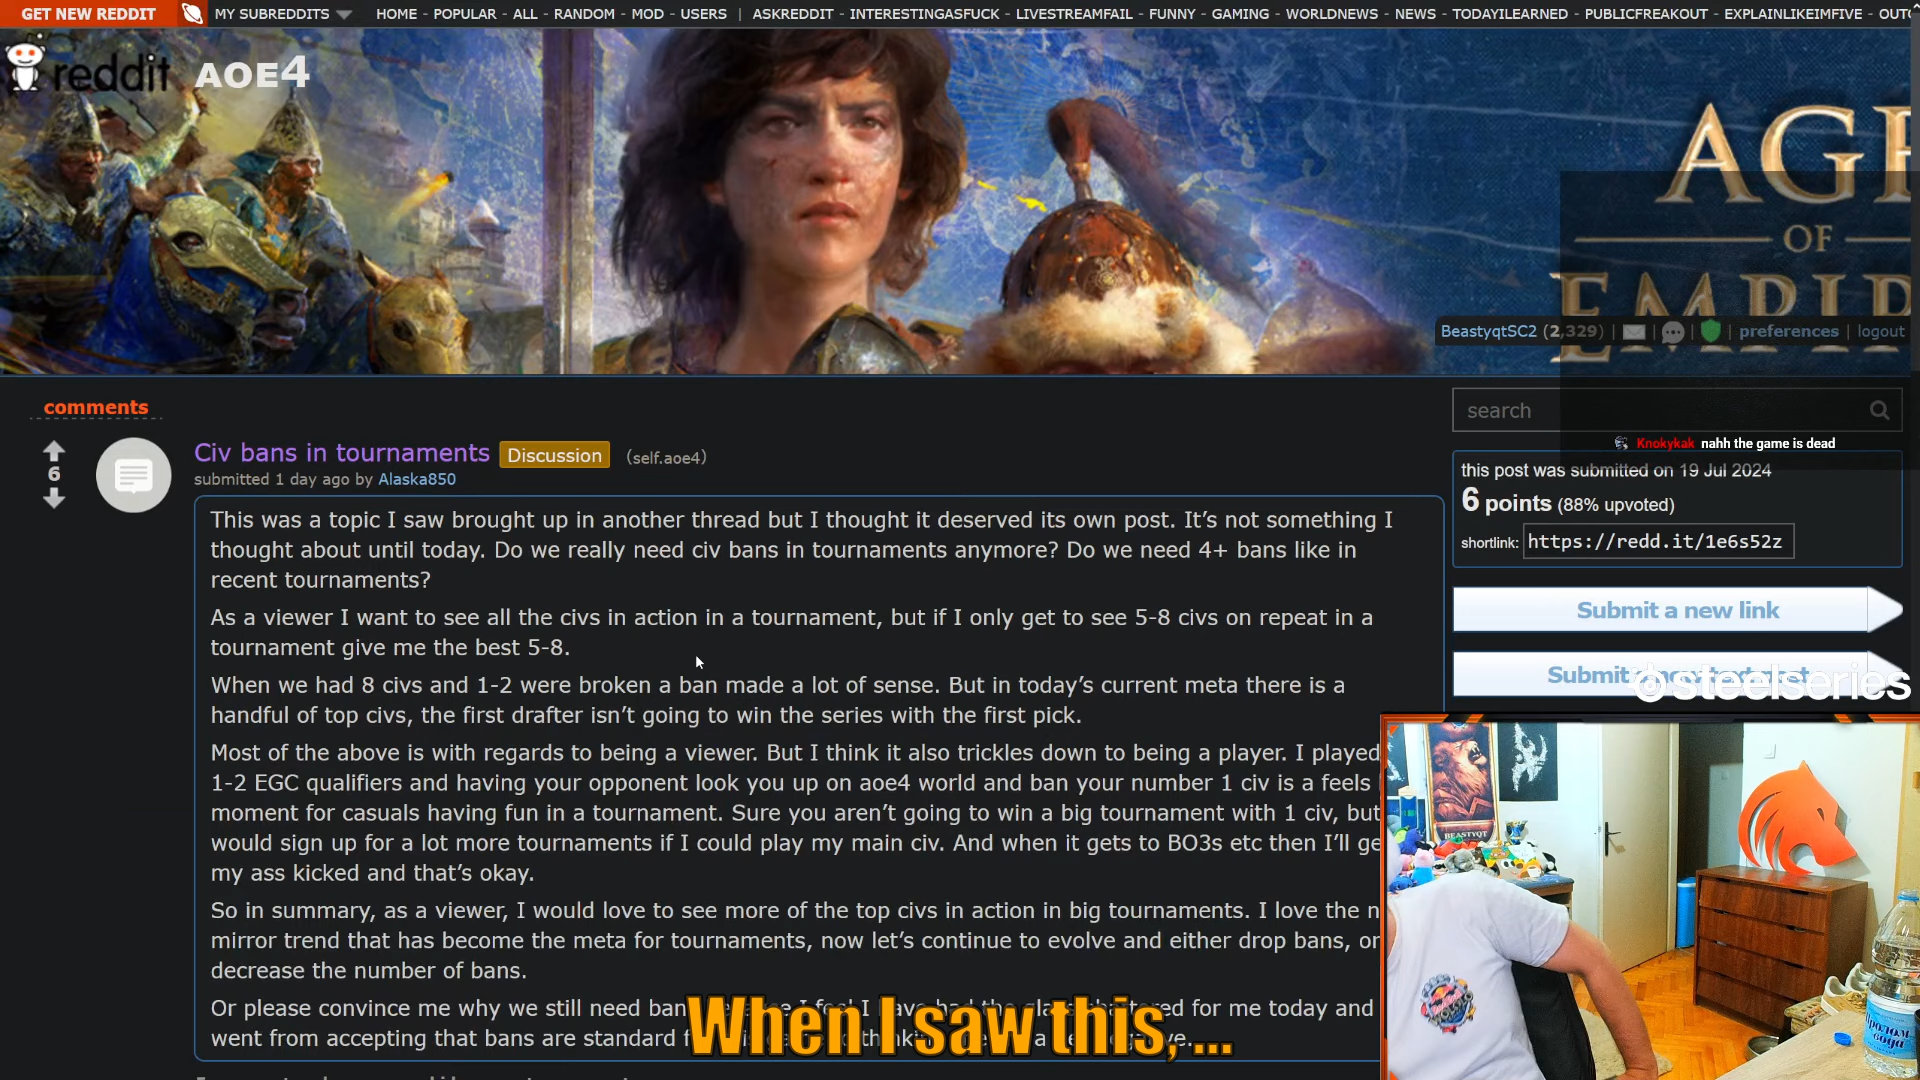 GET NEW REDDIT MY SUBREDDITS HOME - POPULAR - ALL - RANDOM - MOD - USERS | ASKREDDIT - INTERESTINGASFUCK - LIVESTREAMFAIL - FUNNY - GAMING - WORLDNEWS - NEWS - TODAYILEARNED - PUBLICFREAKOUT - EXPLAINLIKEIMFIVE - OUTO
reddit AOE4
AGE
OF
EMPIR
BeastyqtSC2 (2,329) | | | | preferences | logout
comments
search
Knokykak nahh the game is dead
6
Civ bans in tournaments Discussion (self.aoe4)
submitted 1 day ago by Alaska850
this post was submitted on 19 Jul 2024
6 points (88% upvoted)
shortlink: https://redd.it/1e6s52z
Submit a new link
Submit
steelseries
This was a topic I saw brought up in another thread but I thought it deserved its own post. It's not something I
thought about until today. Do we really need civ bans in tournaments anymore? Do we need 4+ bans like in
recent tournaments?
As a viewer I want to see all the civs in action in a tournament, but if I only get to see 5-8 civs on repeat in a
tournament give me the best 5-8.
When we had 8 civs and 1-2 were broken a ban made a lot of sense. But in today's current meta there is a
handful of top civs, the first drafter isn't going to win the series with the first pick.
Most of the above is with regards to being a viewer. But I think it also trickles down to being a player. I played
1-2 EGC qualifiers and having your opponent look you up on aoe4 world and ban your number 1 civ is a feels
moment for casuals having fun in a tournament. Sure you aren't going to win a big tournament with 1 civ, but
would sign up for a lot more tournaments if I could play my main civ. And when it gets to BO3s etc then I'll ge
my ass kicked and that's okay.
So in summary, as a viewer, I would love to see more of the top civs in action in big tournaments. I love the n
mirror trend that has become the meta for tournaments, now let's continue to evolve and either drop bans, or
decrease the number of bans.
Or please convince me why we still need ban I feel I have had the for me today and
went from accepting that bans are standard
When I saw this, ...
BEASTYQT